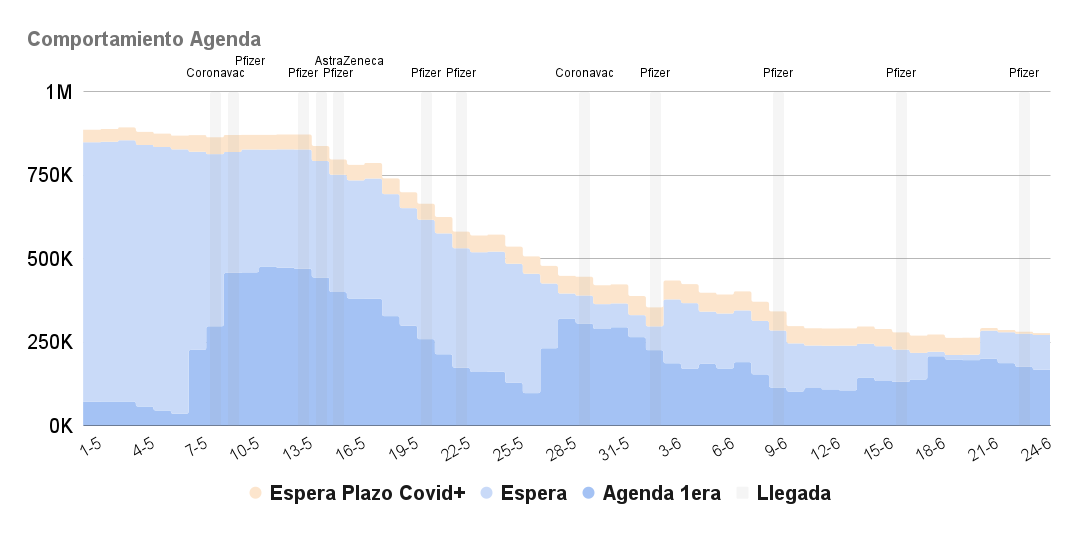 Comportamiento Agenda
Pfizer AstraZeneca
Coronavac Pfizer Pfizer Pfizer Pfizer Coronavac Pfizer Pfizer Pfizer Pfizer
1M
750K
500K
250K
0K
1-5 4-5 7-5 10-5 13-5 16-5 19-5 22-5 25-5 28-5 31-5 3-6 6-6 9-6 12-6 15-6 18-6 21-6 24-6
Espera Plazo Covid+ Espera Agenda 1era Llegada